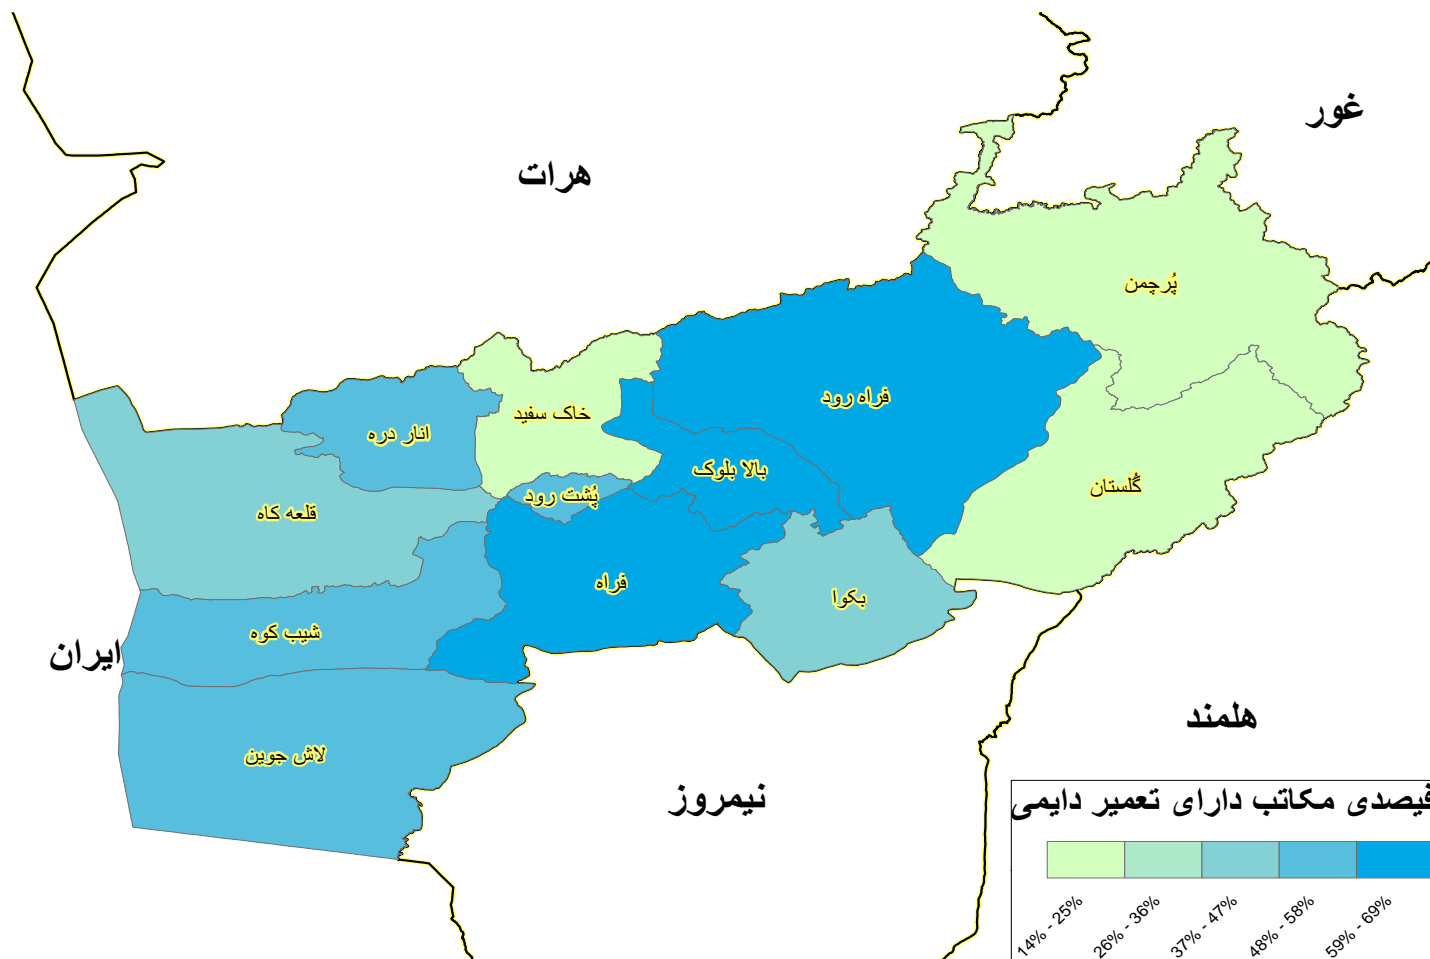 غور
هرات
پُرچمن
فراه رود
خاک سفید
انار دره
بالا بلوک
گُلستان
پُشت رود
قلعه کاه
فراه
بکوا
شیب کوه
ایران
هلمند
لاش جوین
نیمروز
فیصدی مکاتب دارای تعمیر دایمی
14% - 25%
26% - 36%
37% - 47%
48% - 58%
59% - 69%